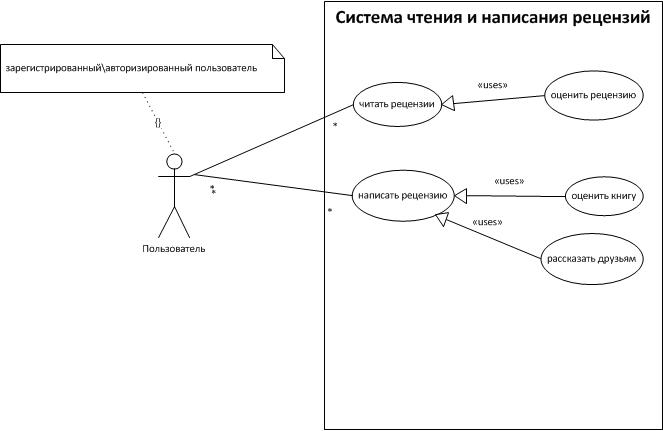 Система чтения и написания рецензий
зарегистрированный\авторизированный пользователь
{}
читать рецензии
«uses»
оценить рецензию
*
*
*
написать рецензию
*
«uses»
оценить книгу
«uses»
рассказать друзьям
Пользователь